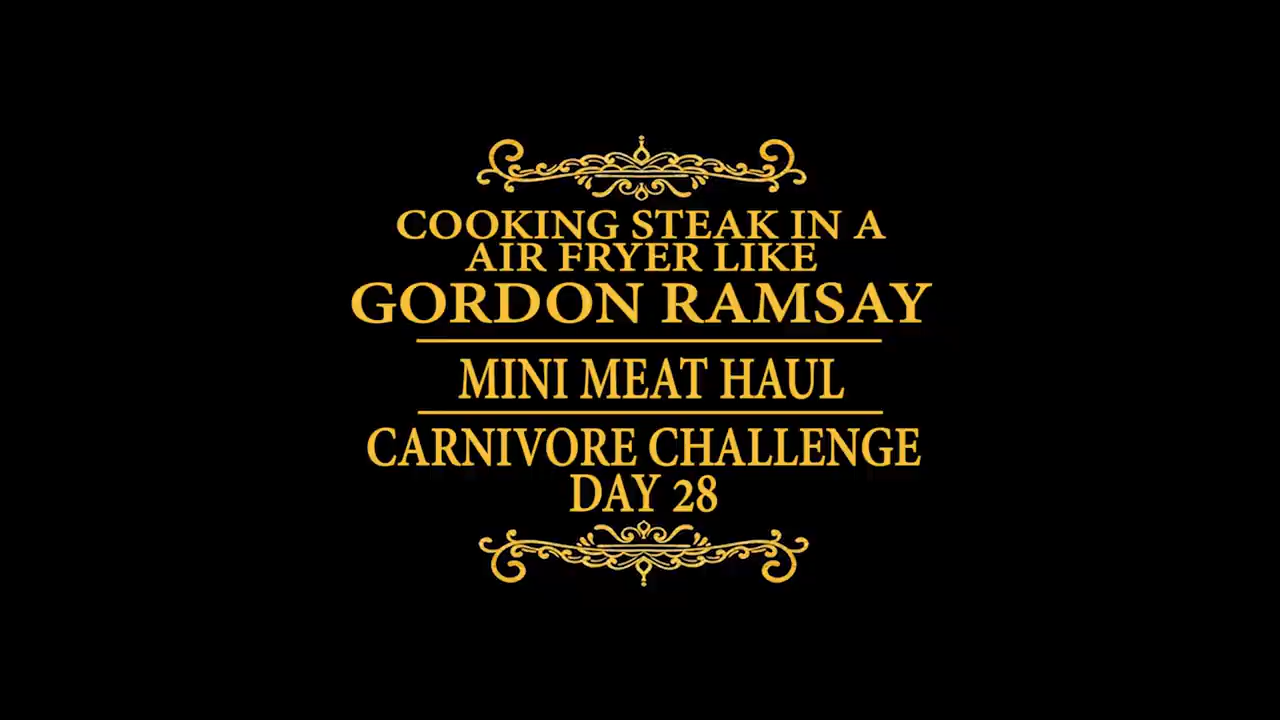 COOKING STEAK IN A
AIR FRYER LIKE
GORDON RAMSAY
MINI MEAT HAUL
CARNIVORE CHALLENGE
DAY 28